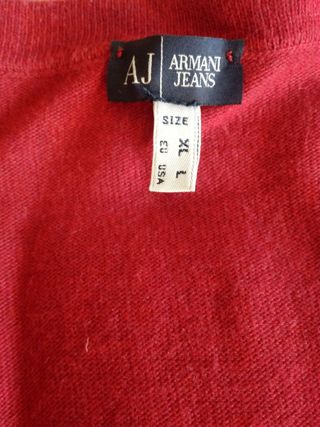 AJ ARMANI
JEANS
SIZE
XL L
EU USA